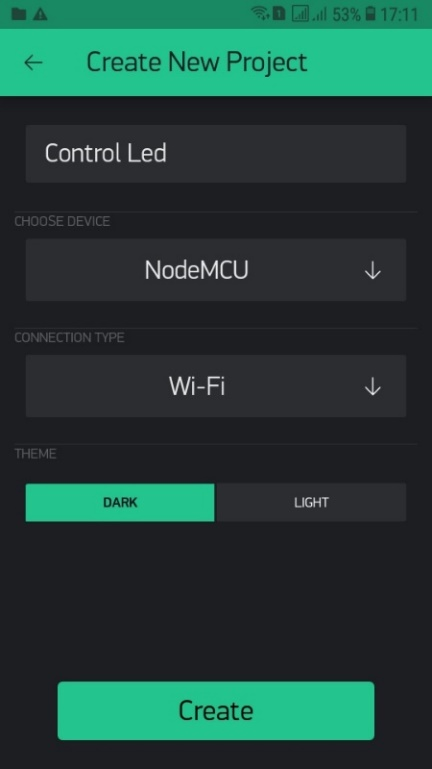 53% 17:11
Create New Project
Control Led
CHOOSE DEVICE
NodeMCU
CONNECTION TYPE
Wi-Fi
THEME
DARK LIGHT
Create